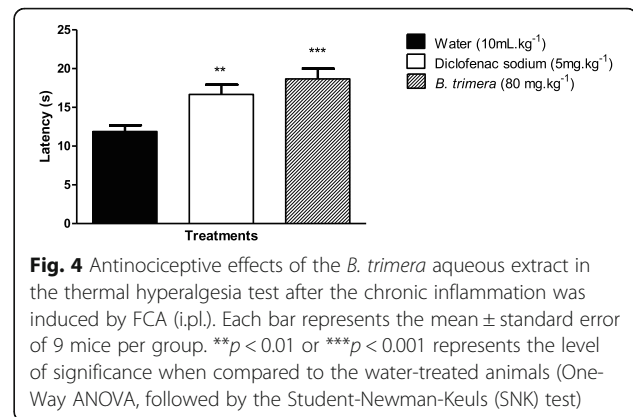 25
20
15
10
5
0
Latency (s)
**
***
Treatments
Water (10mL.kg⁻¹)
Diclofenac sodium (5mg.kg⁻¹)
B. trimera (80 mg.kg⁻¹)
Fig. 4 Antinociceptive effects of the B. trimera aqueous extract in
the thermal hyperalgesia test after the chronic inflammation was
induced by FCA (i.pl.). Each bar represents the mean ± standard error
of 9 mice per group. **p < 0.01 or ***p < 0.001 represents the level
of significance when compared to the water-treated animals (One-
Way ANOVA, followed by the Student-Newman-Keuls (SNK) test)